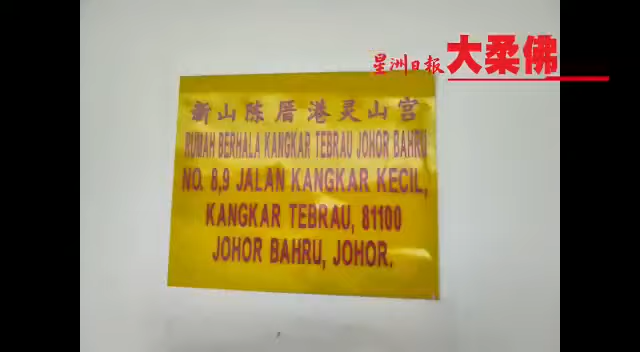 星洲日报 大柔佛
新山陈厝港灵山宫
RUMAH BERHALA KANGKAR TEBRAU JOHOR BAHRU
NO. 8,9 JALAN KANGKAR KECIL,
KANGKAR TEBRAU, 81100
JOHOR BAHRU, JOHOR.